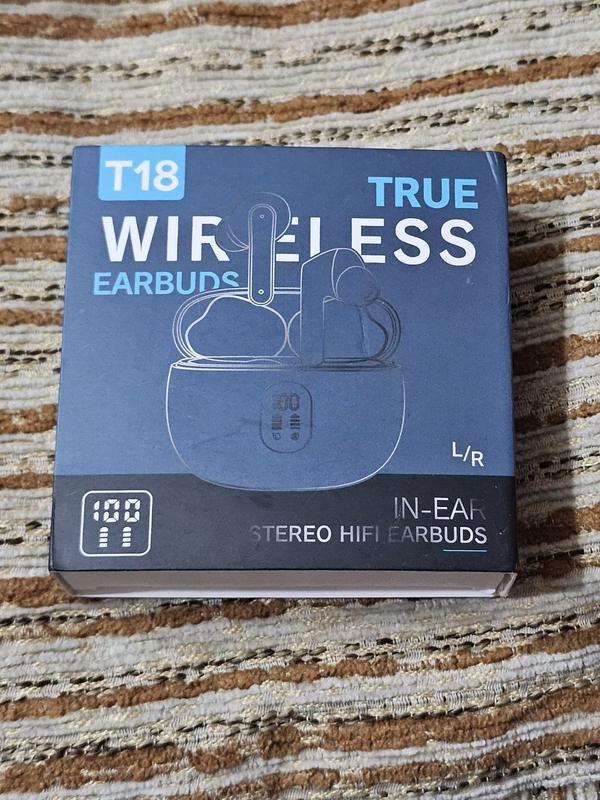 T18
TRUE
WIRELESS
EARBUDS
100
L/R
100
IN-EAR
STEREO HIFI EARBUDS